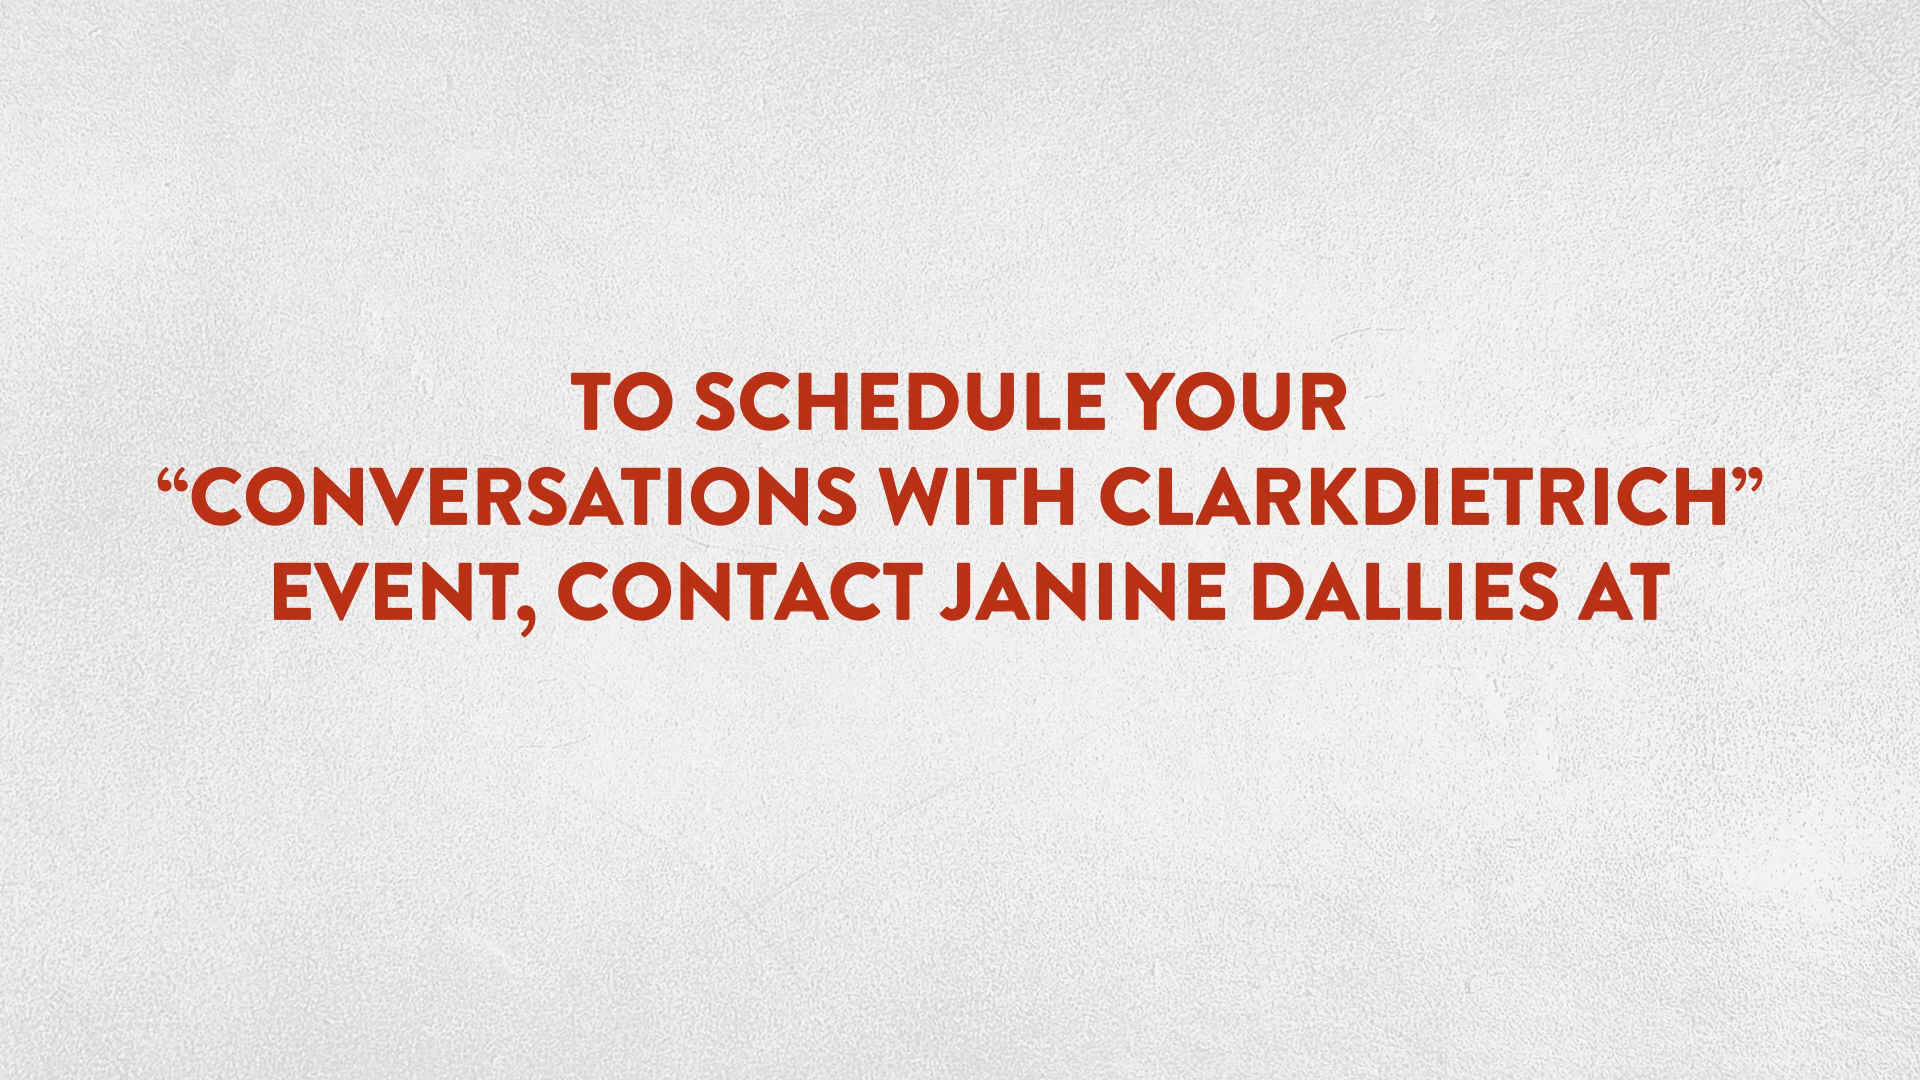 TO SCHEDULE YOUR
“CONVERSATIONS WITH CLARKDIETRICH”
EVENT, CONTACT JANINE DALLIES AT